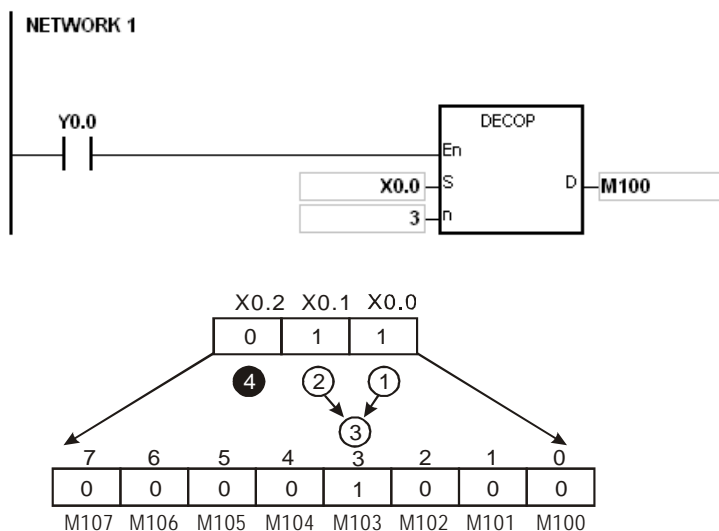 NETWORK 1
Y0.0
DECOP
En
X0.0 S D M100
3 n
X0.2 X0.1 X0.0
0 1 1
4 2 1
3
7 6 5 4 3 2 1 0
0 0 0 0 1 0 0 0
M107 M106 M105 M104 M103 M102 M101 M100